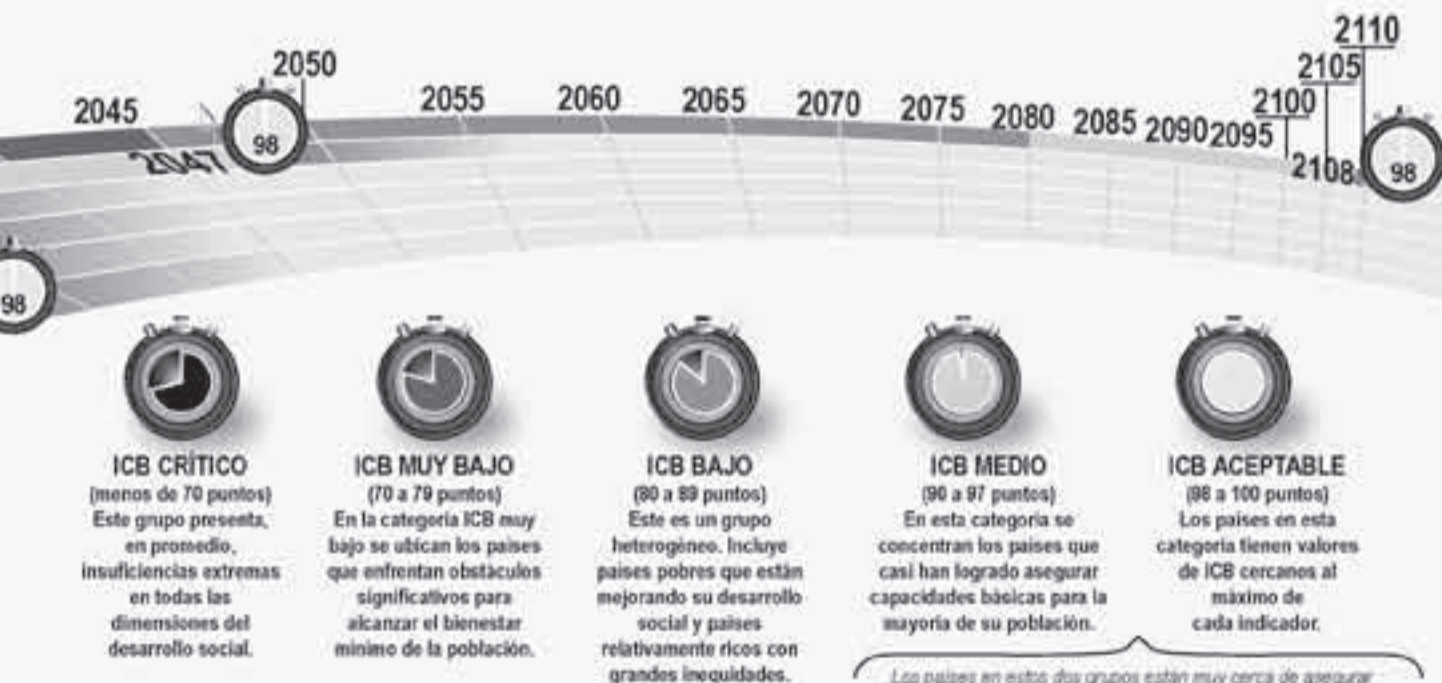 2110
2105
2100
2050
2045
2055
2060
2065
2070
2075
2080
2085
2090
2095
2047
98
2108
98
98
ICB CRÍTICO
(menos de 70 puntos)
Este grupo presenta,
en promedio,
insuficiencias extremas
en todas las
dimensiones del
desarrollo social.
ICB MUY BAJO
(70 a 79 puntos)
En la categoría ICB muy
bajo se ubican los países
que enfrentan obstáculos
significativos para
alcanzar el bienestar
mínimo de la población.
ICB BAJO
(80 a 89 puntos)
Este es un grupo
heterogéneo. Incluye
países pobres que están
mejorando su desarrollo
social y países
relativamente ricos con
grandes inequidades.
ICB MEDIO
(90 a 97 puntos)
En esta categoría se
concentran los países que
casi han logrado asegurar
capacidades básicas para la
mayoría de su población.
ICB ACEPTABLE
(98 a 100 puntos)
Los países en esta
categoría tienen valores
de ICB cercanos al
máximo de
cada indicador.
Los países en estos dos grupos están muy cerca de asegurar